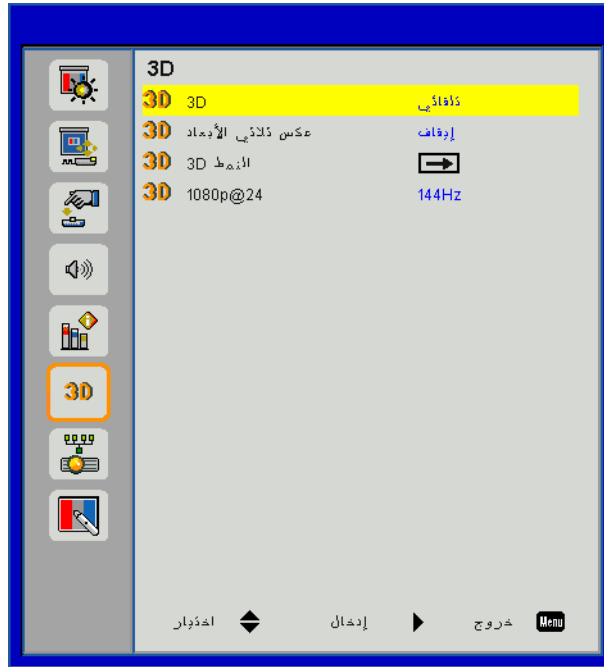 3D
3D 3D تلقائي
3D عكس ثلاثي الأبعاد إيقاف
3D النمط 3D
3D 1080p@24 144Hz
3D
اختيار إدخال خروج Menu